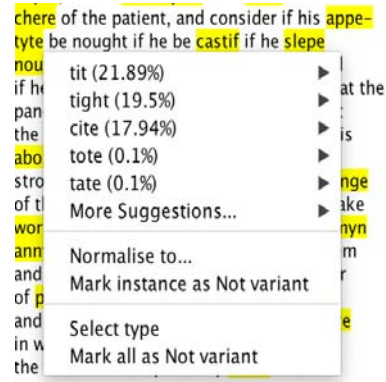 chere of the patient, and consider if his appe-
tyte be nought if he be castif if he slepe
nou
tit (21.89%)
if he
tight (19.5%)
at the
pan
cite (17.94%)
the
is
tote (0.1%)
abo
tate (0.1%)
stro
nge
More Suggestions...
of th
ake
wor
myn
Normalise to...
ann
m
Mark instance as Not variant
and
r
of p
and
e
Select type
in w
Mark all as Not variant
the